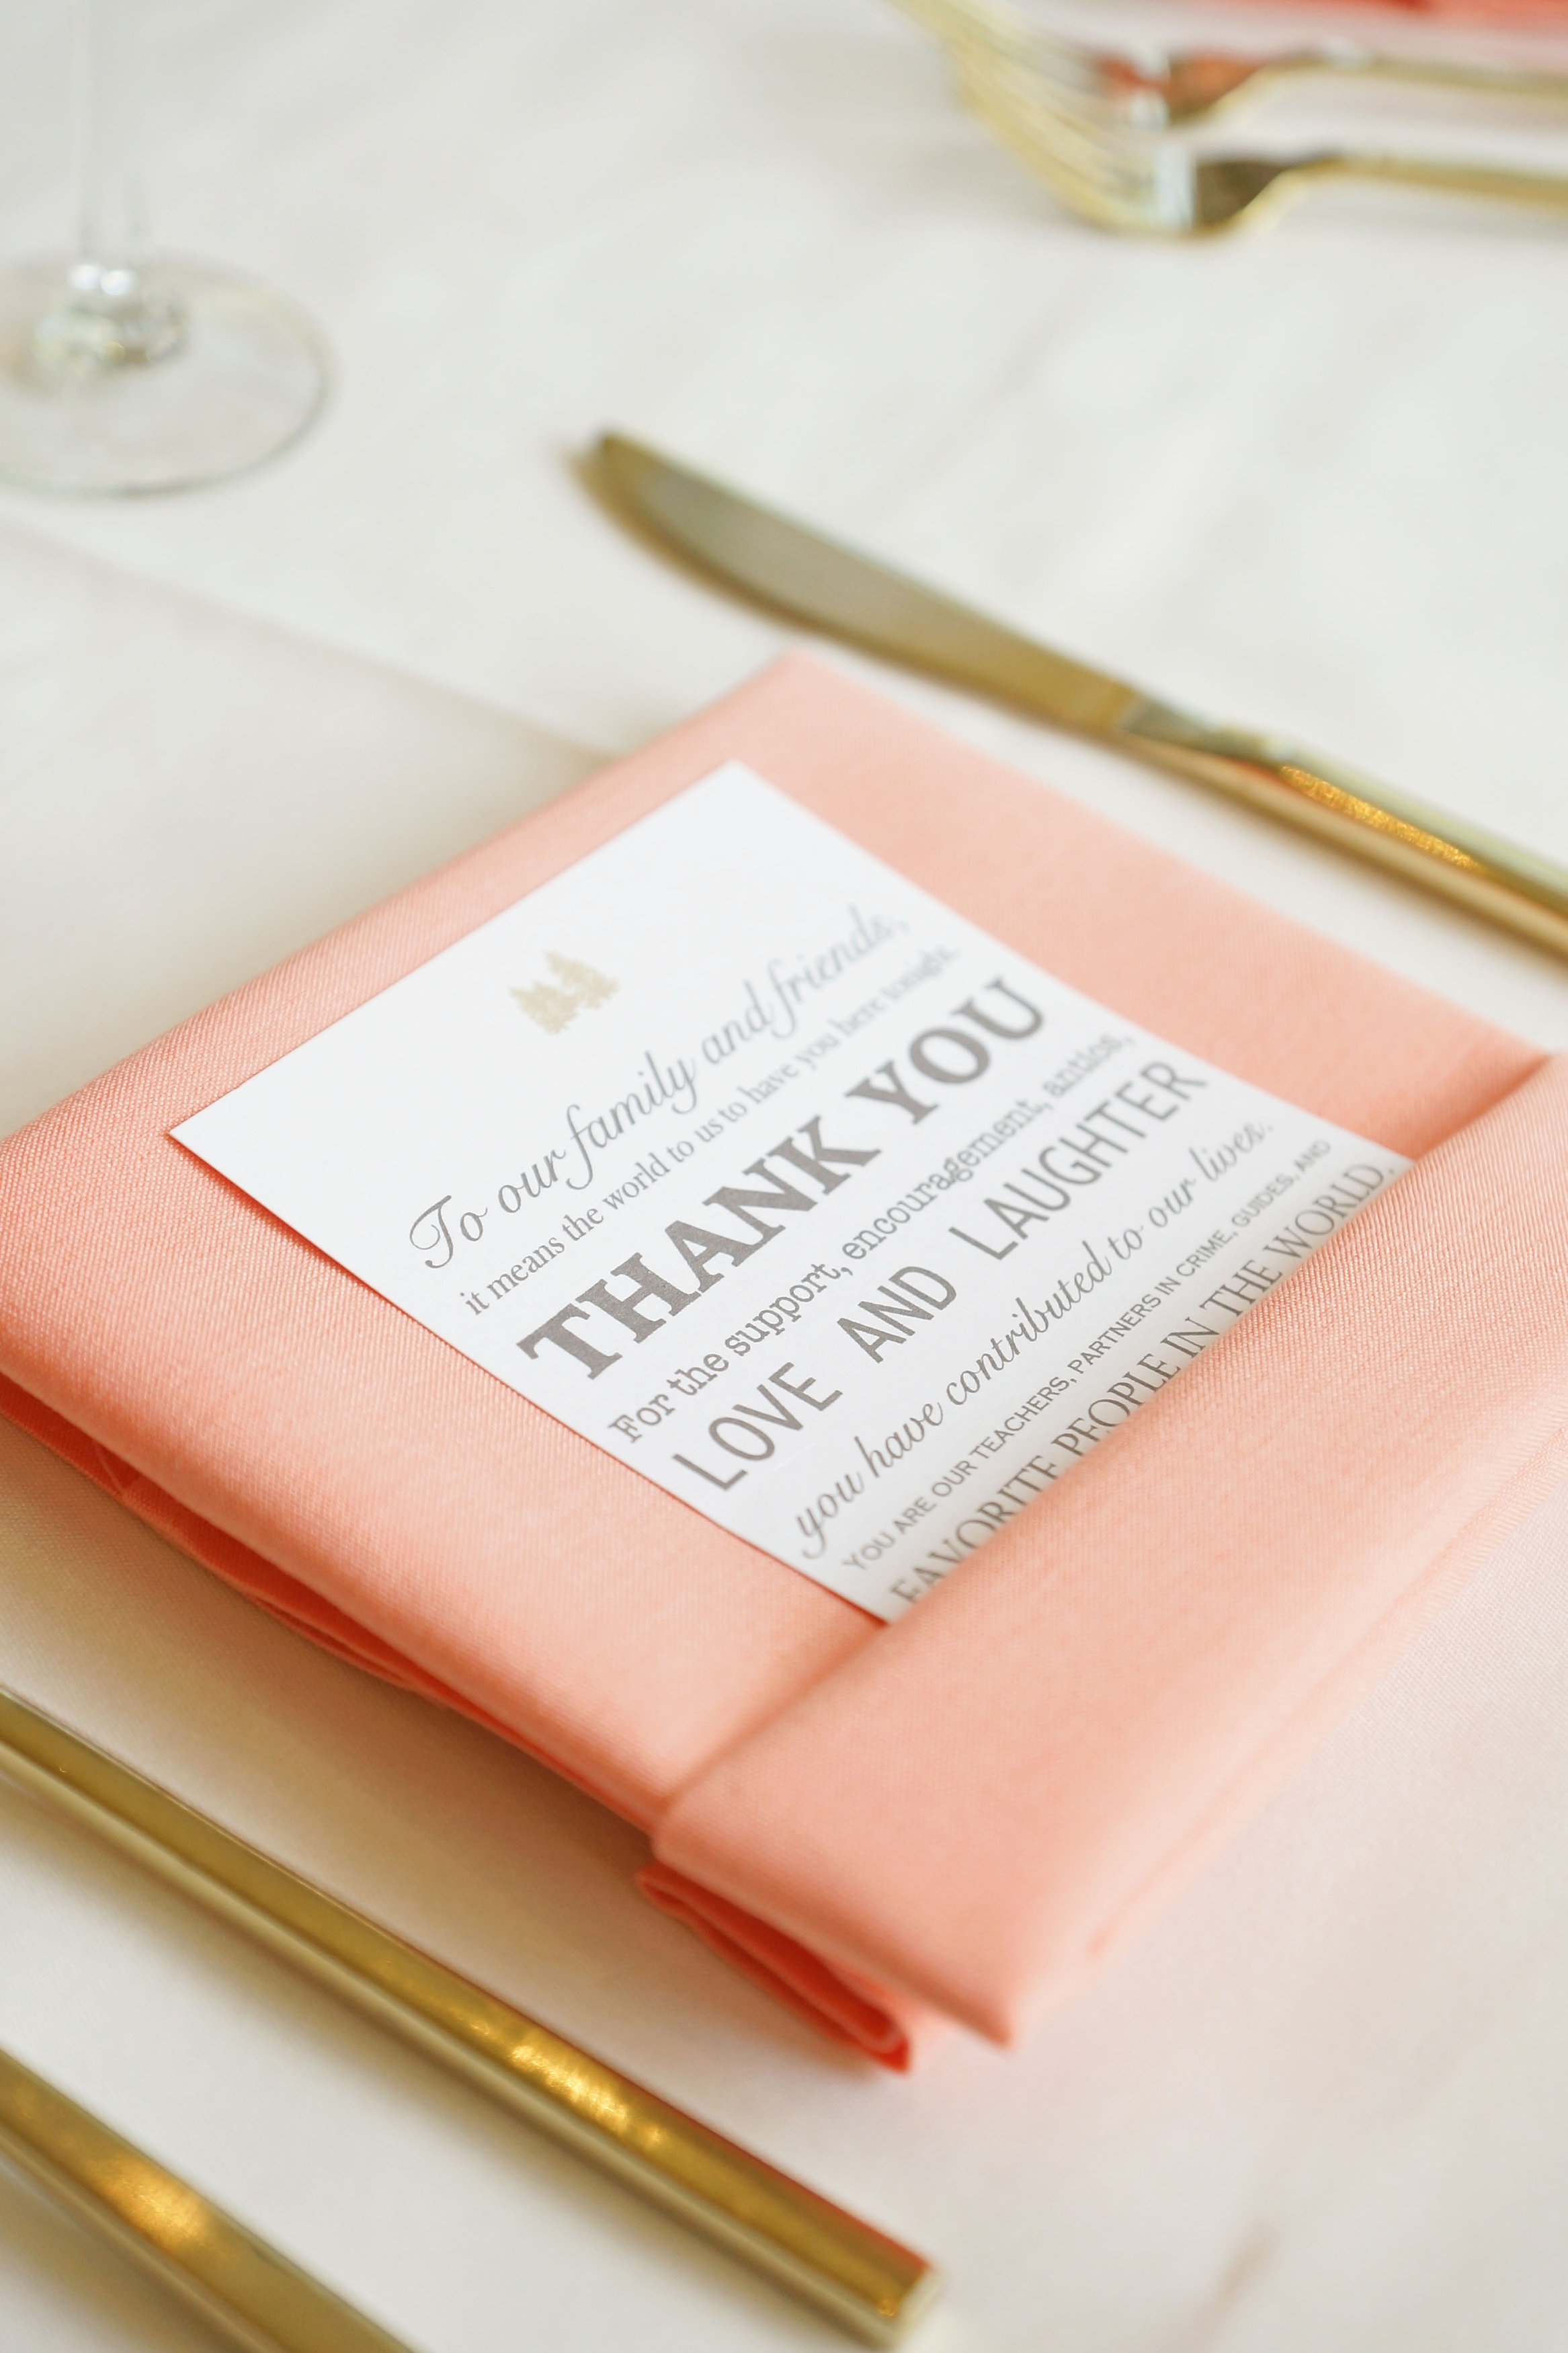 To our family and friends,
it means the world to us to have you here tonight.
THANK YOU
For the support, encouragement, antics,
LOVE AND LAUGHTER
you have contributed to our lives.
YOU ARE OUR TEACHERS, PARTNERS IN CRIME, GUIDES, AND
FAVORITE PEOPLE IN THE WORLD.